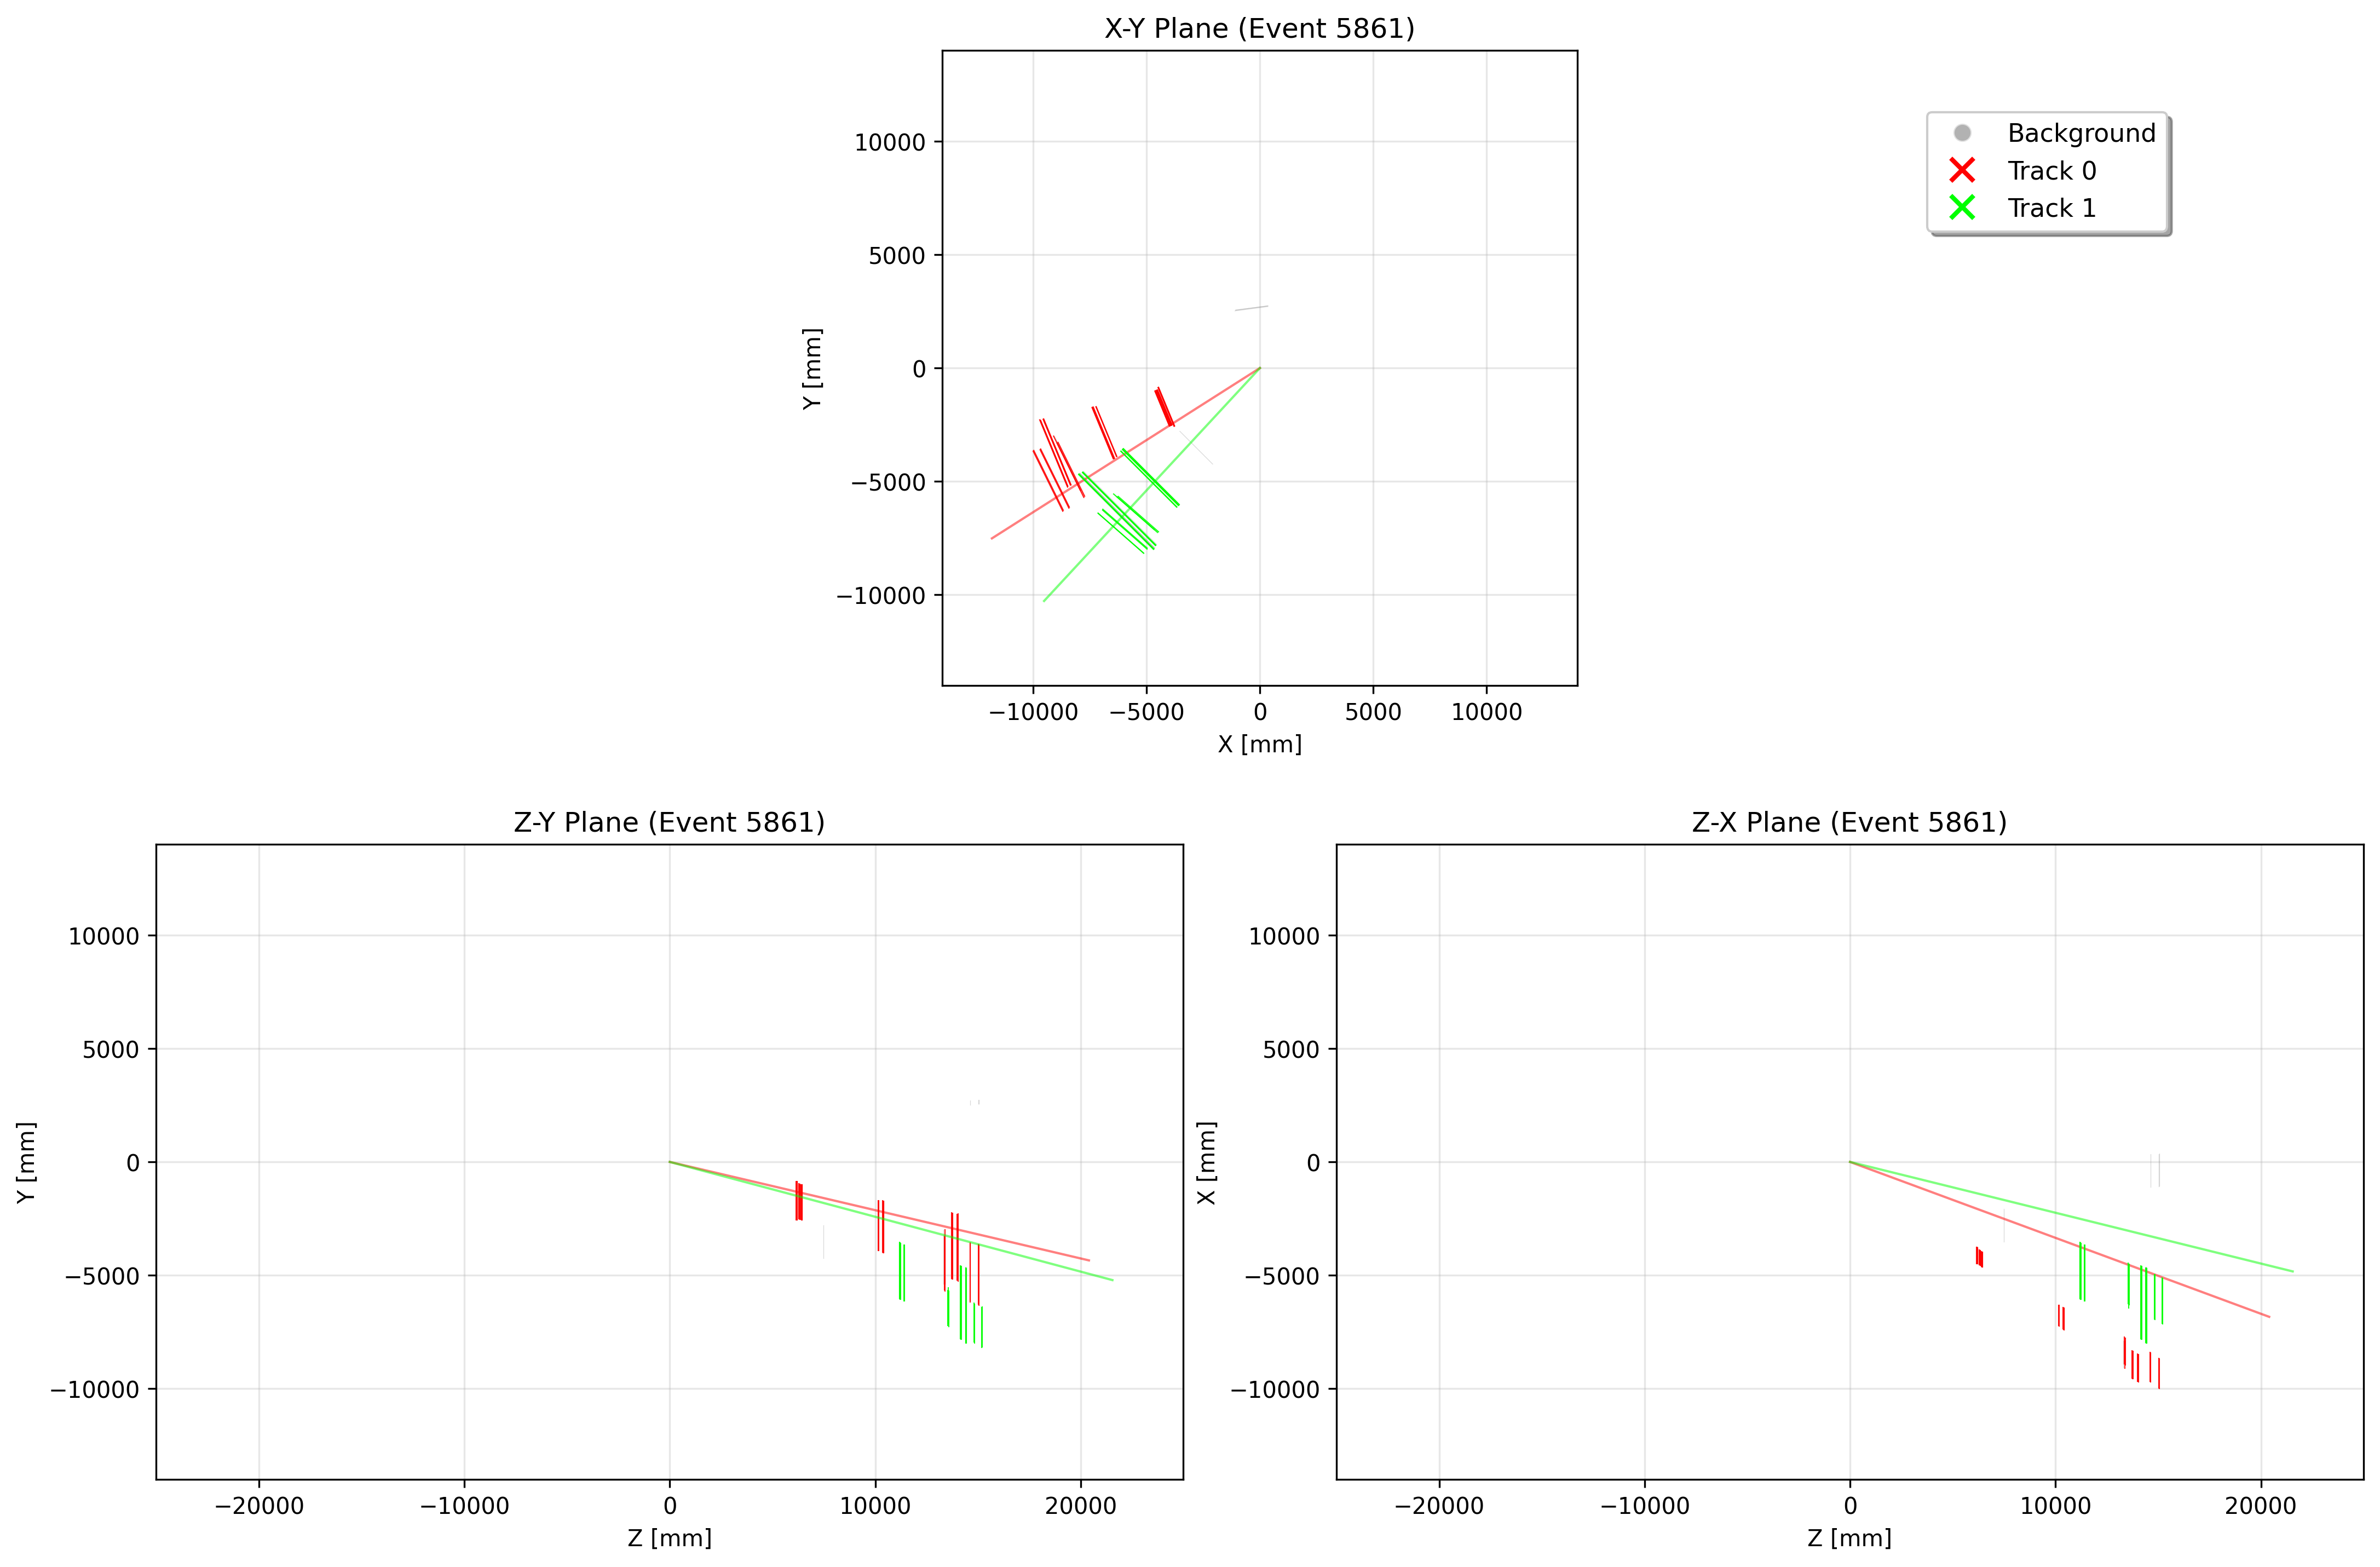 X-Y Plane (Event 5861)
Background
Track 0
Track 1
10000
5000
0
−5000
−10000
Y [mm]
−10000 −5000 0 5000 10000
X [mm]
Z-Y Plane (Event 5861)
10000
5000
0
−5000
−10000
Y [mm]
−20000 −10000 0 10000 20000
Z [mm]
Z-X Plane (Event 5861)
10000
5000
0
−5000
−10000
X [mm]
−20000 −10000 0 10000 20000
Z [mm]